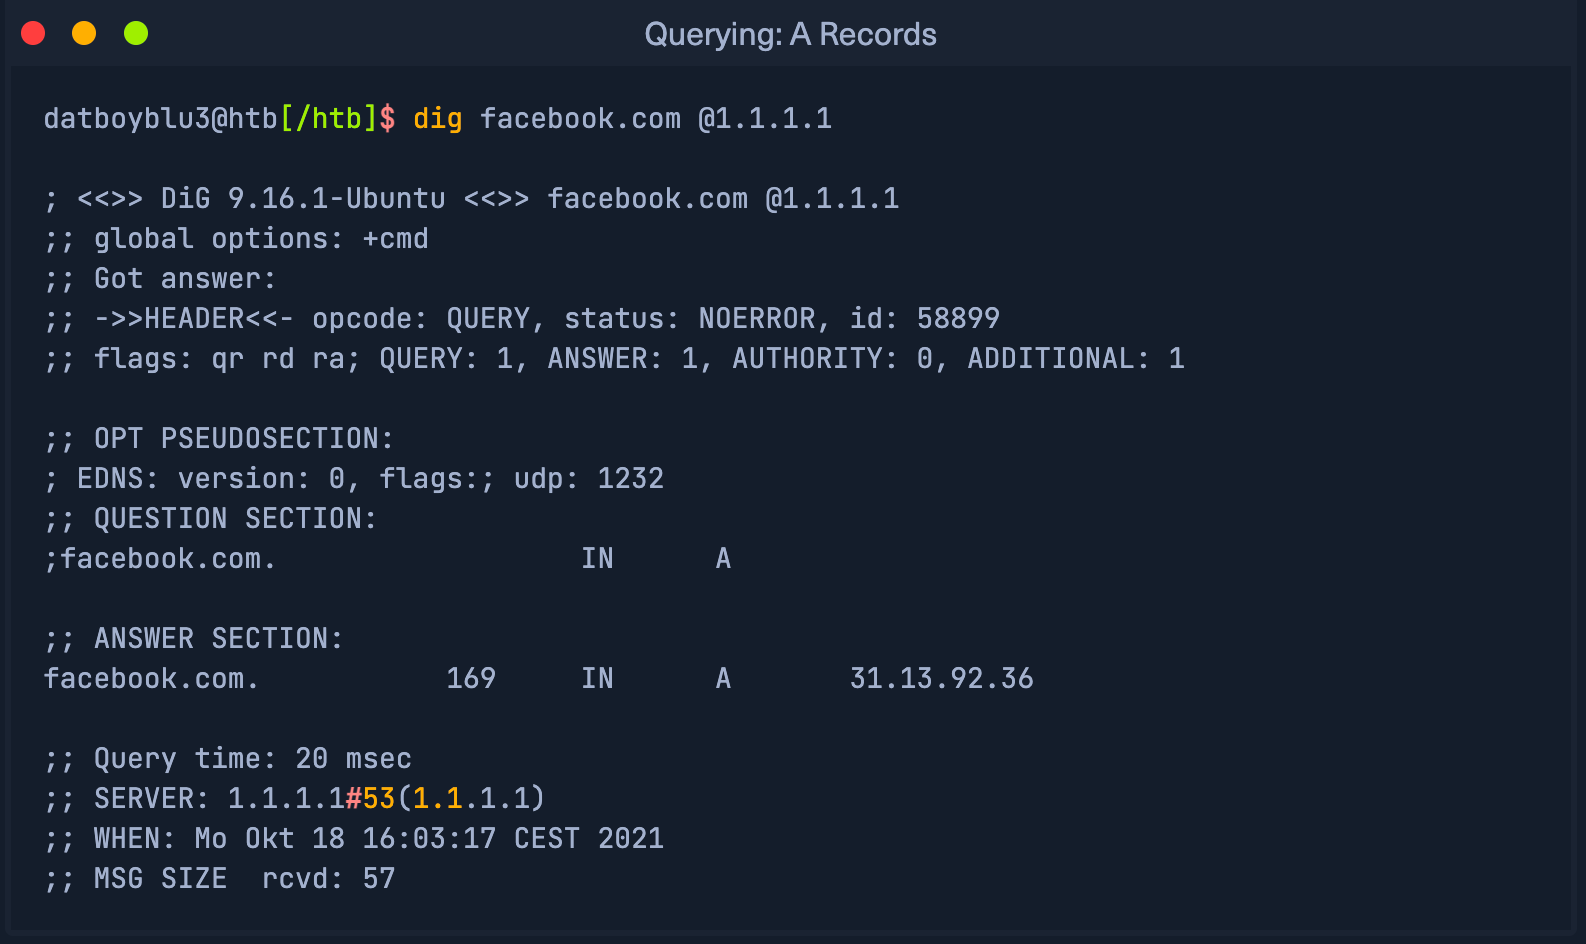 Querying: A Records
datboyblu3@htb[/htb]$ dig facebook.com @1.1.1.1
; <<>> DiG 9.16.1-Ubuntu <<>> facebook.com @1.1.1.1
;; global options: +cmd
;; Got answer:
;; ->>HEADER<<- opcode: QUERY, status: NOERROR, id: 58899
;; flags: qr rd ra; QUERY: 1, ANSWER: 1, AUTHORITY: 0, ADDITIONAL: 1
;; OPT PSEUDOSECTION:
; EDNS: version: 0, flags:; udp: 1232
;; QUESTION SECTION:
;facebook.com.                  IN      A
;; ANSWER SECTION:
facebook.com.           169     IN      A       31.13.92.36
;; Query time: 20 msec
;; SERVER: 1.1.1.1#53(1.1.1.1)
;; WHEN: Mo Okt 18 16:03:17 CEST 2021
;; MSG SIZE  rcvd: 57